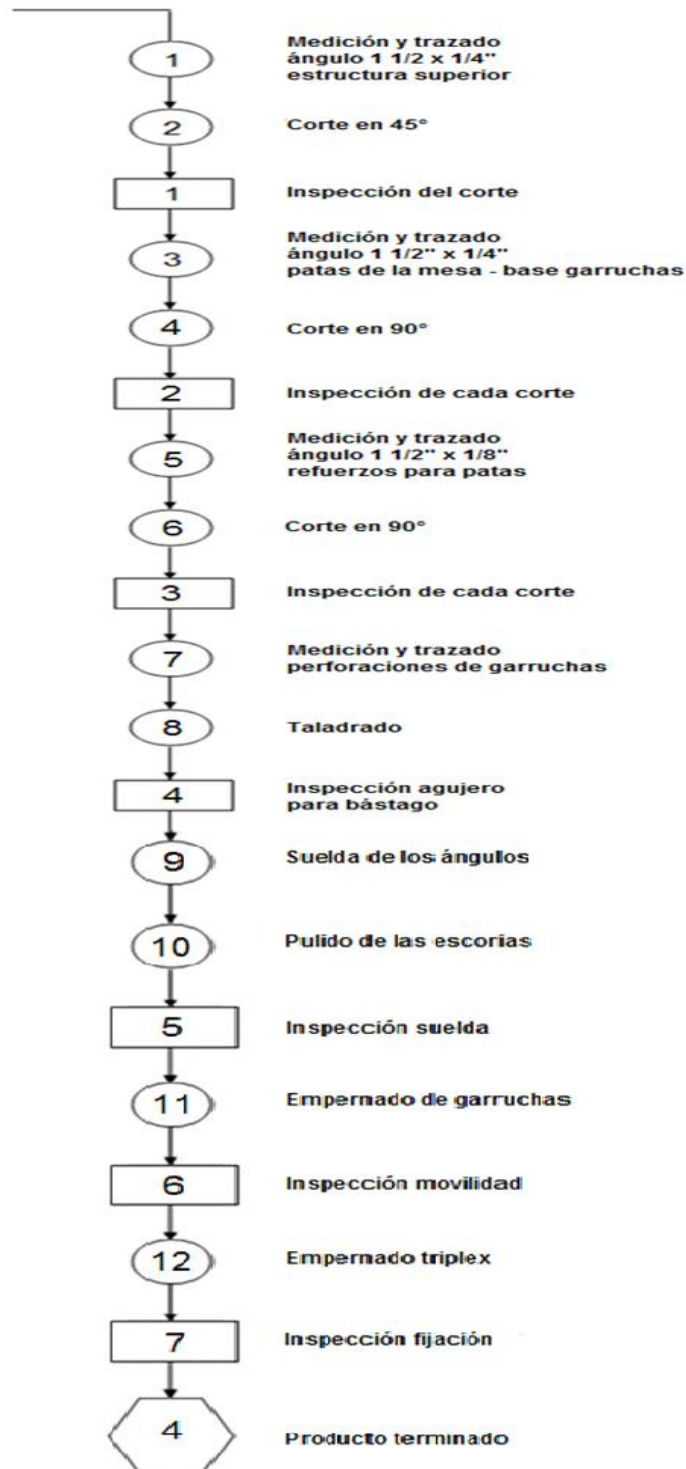 1
Medición y trazado
ángulo 1 1/2 x 1/4"
estructura superior
2
Corte en 45°
1
Inspección del corte
3
Medición y trazado
ángulo 1 1/2" x 1/4"
patas de la mesa - base garruchas
4
Corte en 90°
2
Inspección de cada corte
5
Medición y trazado
ángulo 1 1/2" x 1/8"
refuerzos para patas
6
Corte en 90°
3
Inspección de cada corte
7
Medición y trazado
perforaciones de garruchas
8
Taladrado
4
Inspección agujero
para bástago
9
Suelda de los ángulos
10
Pulido de las escorias
5
Inspección suelda
11
Empernado de garruchas
6
Inspección movilidad
12
Empernado triplex
7
Inspección fijación
4
Producto terminado